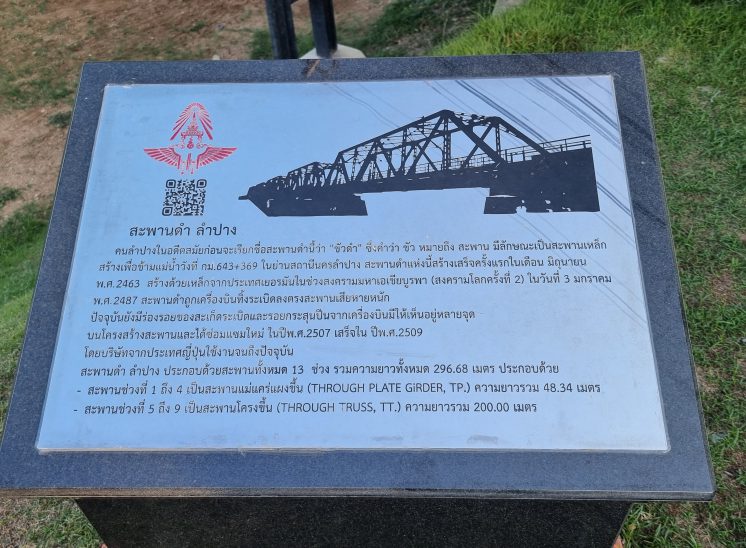 สะพานดำ ลำปาง
คนลำปางในอดีตสมัยก่อนจะเรียกชื่อสะพานดำนี้ว่า "ขัวดำ" ซึ่งคำว่า ขัว หมายถึง สะพาน มีลักษณะเป็นสะพานเหล็ก
สร้างเพื่อข้ามแม่น้ำวังที่ กม.643+369 ในย่านสถานีนครลำปาง สะพานดำแห่งนี้สร้างเสร็จครั้งแรกในเดือน มิถุนายน
พ.ศ.2463 สร้างด้วยเหล็กจากประเทศเยอรมันในช่วงสงครามมหาเอเชียบูรพา (สงครามโลกครั้งที่ 2) ในวันที่ 3 มกราคม
พ.ศ.2487 สะพานดำถูกเครื่องบินทิ้งระเบิดลงตรงสะพานเสียหายหนัก
ปัจจุบันยังมีร่องรอยของสะเก็ดระเบิดและรอยกระสุนปืนจากเครื่องบินมีให้เห็นอยู่หลายจุด
บนโครงสร้างสะพานและได้ซ่อมแซมใหม่ ในปีพ.ศ.2507 เสร็จใน ปีพ.ศ.2509
โดยบริษัทจากประเทศญี่ปุ่นใช้งานจนถึงปัจจุบัน
สะพานดำ ลำปาง ประกอบด้วยสะพานทั้งหมด 13 ช่วง รวมความยาวทั้งหมด 296.68 เมตร ประกอบด้วย
- สะพานช่วงที่ 1 ถึง 4 เป็นสะพานแม่แคร่แผงขึ้น (THROUGH PLATE GiRDER, TP.) ความยาวรวม 48.34 เมตร
- สะพานช่วงที่ 5 ถึง 9 เป็นสะพานโครงขึ้น (THROUGH TRUSS, TT.) ความยาวรวม 200.00 เมตร